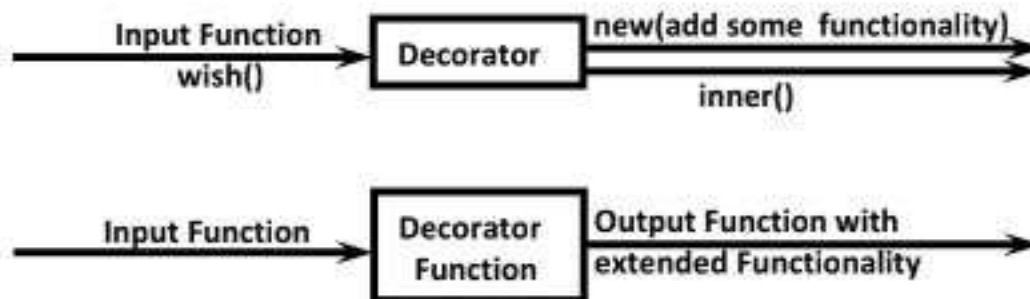 Input Function
wish()
Decorator
new(add some functionality)
inner()
Input Function
Decorator
Function
Output Function with
extended Functionality